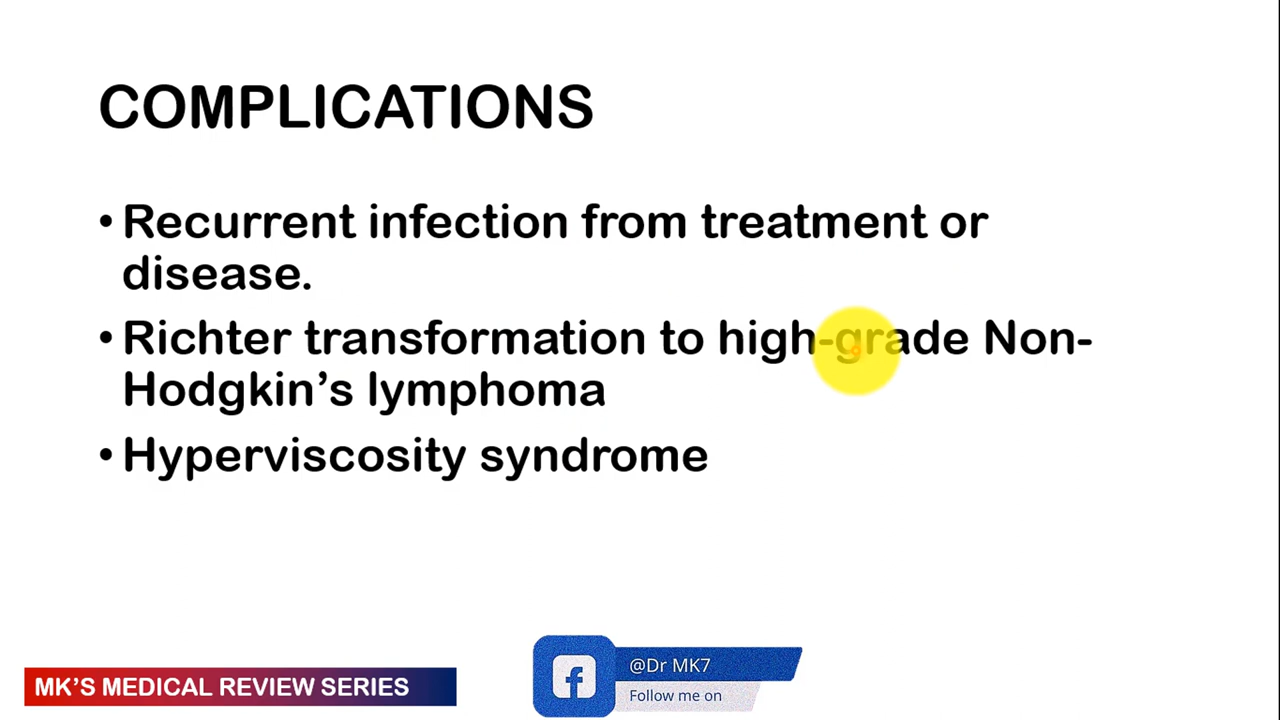 COMPLICATIONS
• Recurrent infection from treatment or
disease.
• Richter transformation to high-grade Non-
Hodgkin’s lymphoma
• Hyperviscosity syndrome
MK’S MEDICAL REVIEW SERIES
@Dr MK7
Follow me on